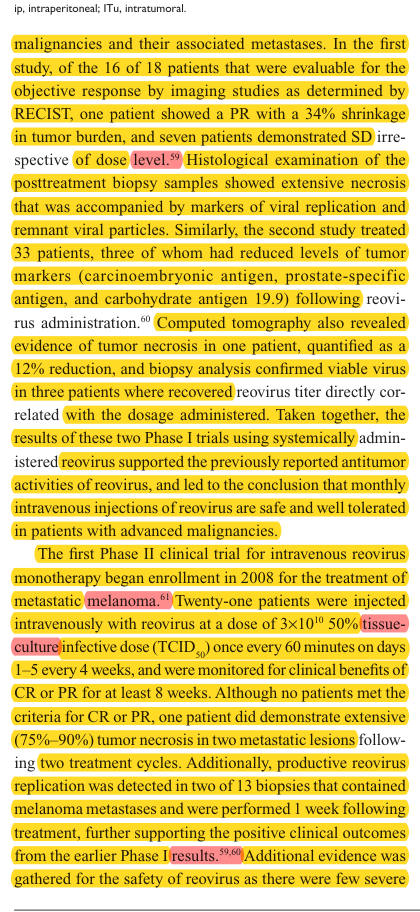 ip, intraperitoneal; ITu, intratumoral.
malignancies and their associated metastases. In the first
study, of the 16 of 18 patients that were evaluable for the
objective response by imaging studies as determined by
RECIST, one patient showed a PR with a 34% shrinkage
in tumor burden, and seven patients demonstrated SD irre-
spective of dose level.59 Histological examination of the
posttreatment biopsy samples showed extensive necrosis
that was accompanied by markers of viral replication and
remnant viral particles. Similarly, the second study treated
33 patients, three of whom had reduced levels of tumor
markers (carcinoembryonic antigen, prostate-specific
antigen, and carbohydrate antigen 19.9) following reovi-
rus administration.60 Computed tomography also revealed
evidence of tumor necrosis in one patient, quantified as a
12% reduction, and biopsy analysis confirmed viable virus
in three patients where recovered reovirus titer directly cor-
related with the dosage administered. Taken together, the
results of these two Phase I trials using systemically admin-
istered reovirus supported the previously reported antitumor
activities of reovirus, and led to the conclusion that monthly
intravenous injections of reovirus are safe and well tolerated
in patients with advanced malignancies.
The first Phase II clinical trial for intravenous reovirus
monotherapy began enrollment in 2008 for the treatment of
metastatic melanoma.61 Twenty-one patients were injected
intravenously with reovirus at a dose of 3×10¹⁰ 50% tissue-
culture infective dose (TCID50) once every 60 minutes on days
1–5 every 4 weeks, and were monitored for clinical benefits of
CR or PR for at least 8 weeks. Although no patients met the
criteria for CR or PR, one patient did demonstrate extensive
(75%–90%) tumor necrosis in two metastatic lesions follow-
ing two treatment cycles. Additionally, productive reovirus
replication was detected in two of 13 biopsies that contained
melanoma metastases and were performed 1 week following
treatment, further supporting the positive clinical outcomes
from the earlier Phase I results.59,60 Additional evidence was
gathered for the safety of reovirus as there were few severe